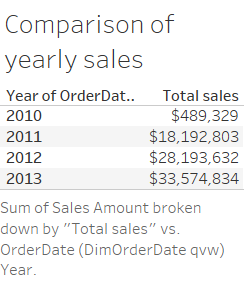 Comparison of
yearly sales
Year of OrderDat.. Total sales
2010 $489,329
2011 $18,192,803
2012 $28,193,632
2013 $33,574,834
Sum of Sales Amount broken
down by "Total sales" vs.
OrderDate (DimOrderDate qvw)
Year.